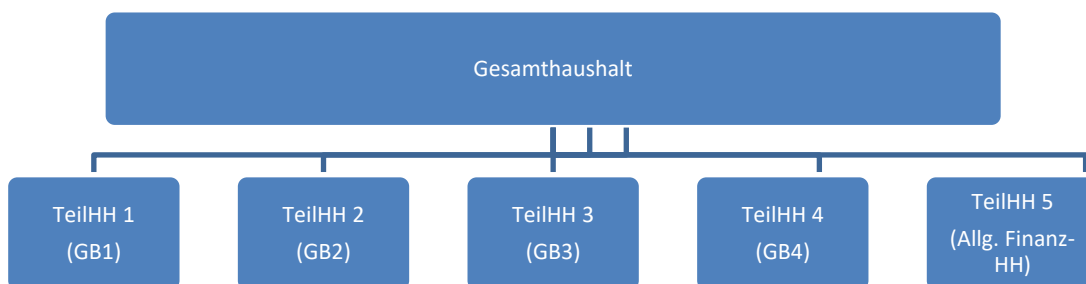 Gesamthaushalt
TeilHH 1
(GB1)
TeilHH 2
(GB2)
TeilHH 3
(GB3)
TeilHH 4
(GB4)
TeilHH 5
(Allg. Finanz-
HH)